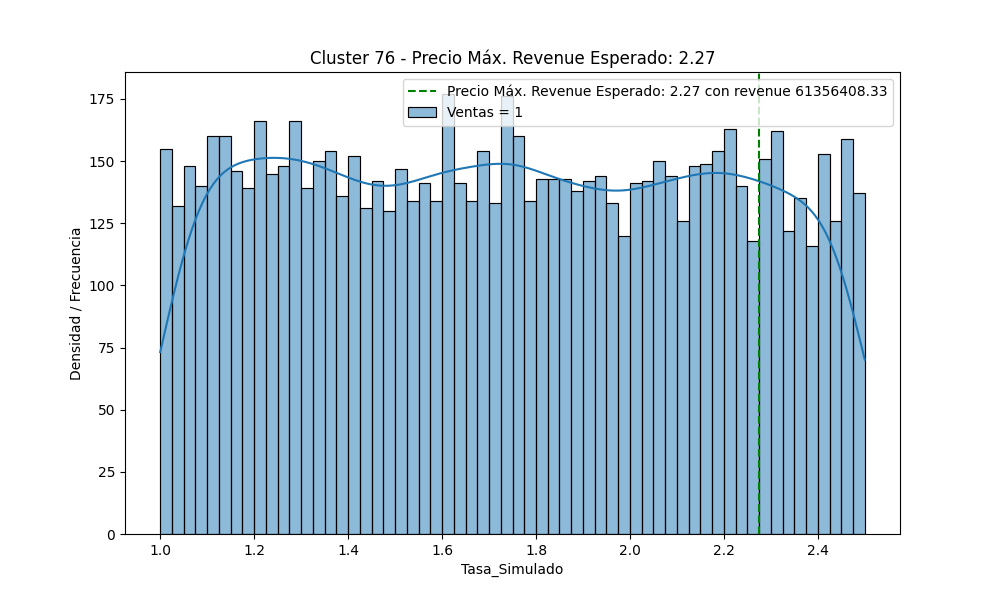 Cluster 76 - Precio Máx. Revenue Esperado: 2.27
Precio Máx. Revenue Esperado: 2.27 con revenue 61356408.33
Ventas = 1
Densidad / Frecuencia
175
150
125
100
75
50
25
0
1.0 1.2 1.4 1.6 1.8 2.0 2.2 2.4
Tasa_Simulado